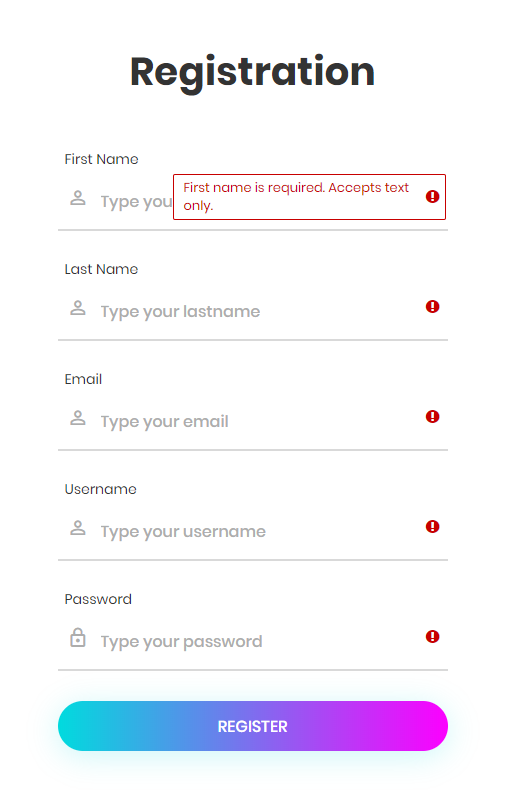 Registration
First Name
Type you
First name is required. Accepts text
only.
Last Name
Type your lastname
Email
Type your email
Username
Type your username
Password
Type your password
REGISTER